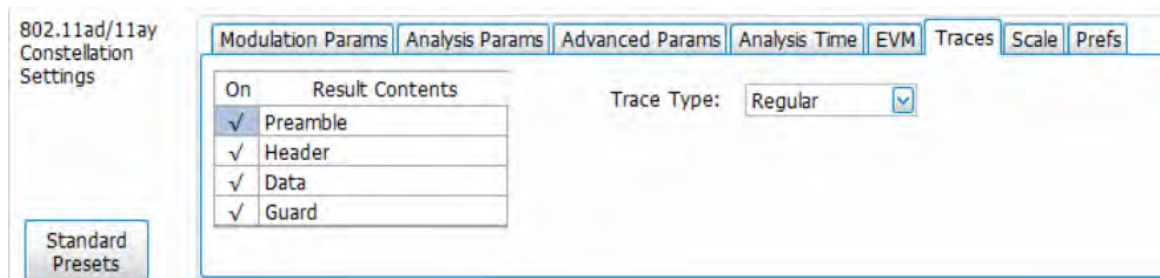 802.11ad/11ay
Constellation
Settings
Modulation Params Analysis Params Advanced Params Analysis Time EVM Traces Scale Prefs
On Result Contents
√ Preamble
√ Header
√ Data
√ Guard
Trace Type: Regular
Standard
Presets